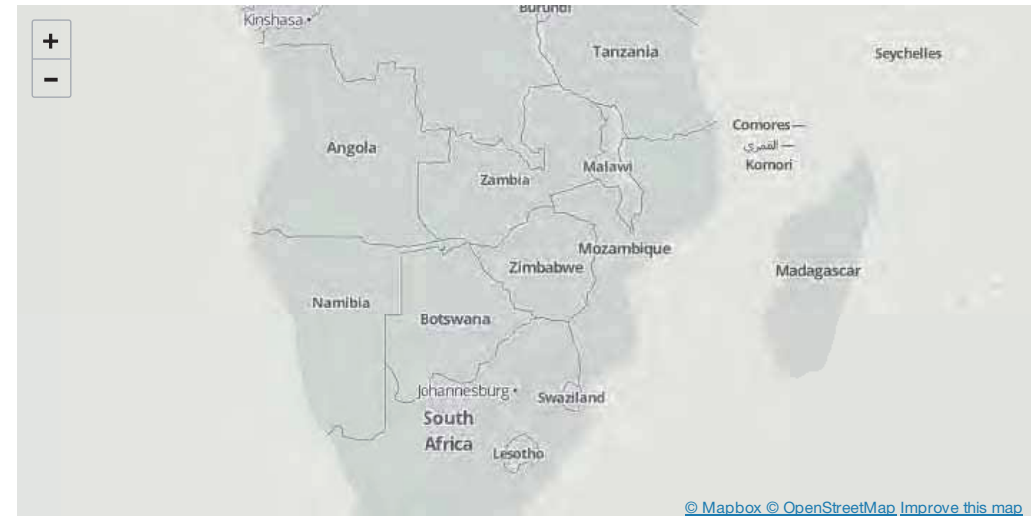 Burundi
Kinshasa
+
Tanzania
Seychelles
−
Comores —
القمري —
Komori
Angola
Malawi
Zambia
Mozambique
Zimbabwe
Madagascar
Namibia
Botswana
Johannesburg
Swaziland
South
Africa
Lesotho
© Mapbox © OpenStreetMap Improve this map